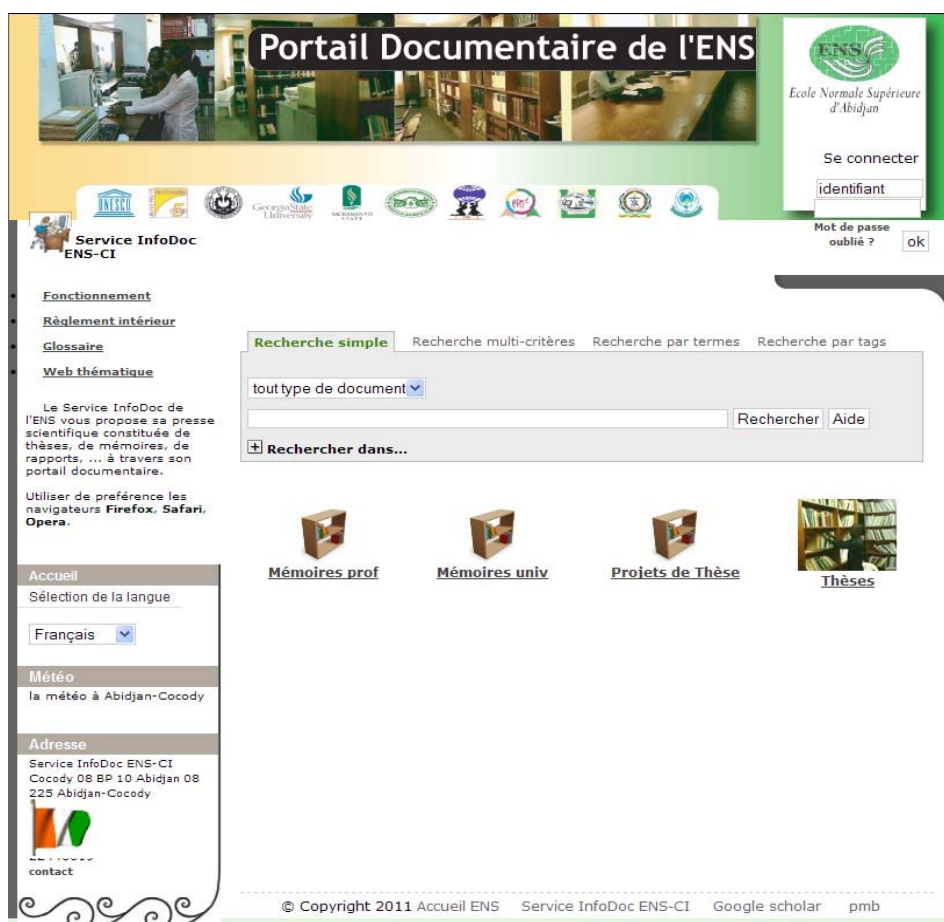 Portail Documentaire de l'ENS
ENS
Ecole Normale Supérieure
d'Abidjan
Se connecter
identifiant
Mot de passe
oublié ?
ok
UNESCO
Georgia State
University
SACRAMENTO
STATE
Service InfoDoc
ENS-CI
Fonctionnement
Règlement intérieur
Glossaire
Web thématique
Le Service InfoDoc de
l'ENS vous propose sa presse
scientifique constituée de
thèses, de mémoires, de
rapports, ... à travers son
portail documentaire.
Utiliser de preférence les
navigateurs Firefox, Safari,
Opera.
Accueil
Sélection de la langue
Français
Météo
la météo à Abidjan-Cocody
Adresse
Service InfoDoc ENS-CI
Cocody 08 BP 10 Abidjan 08
225 Abidjan-Cocody
contact
Recherche simple Recherche multi-critères Recherche par termes Recherche par tags
tout type de document
Rechercher Aide
Rechercher dans...
Mémoires prof Mémoires univ Projets de Thèse Thèses
© Copyright 2011 Accueil ENS Service InfoDoc ENS-CI Google scholar pmb